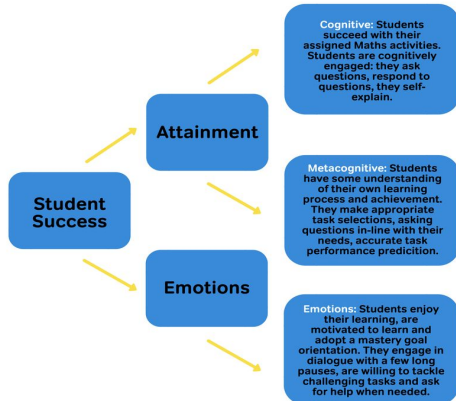 Cognitive: Students
succeed with their
assigned Maths activities.
Students are cognitively
engaged: they ask
questions, respond to
questions, they self-
explain.
Attainment
Metacognitive: Students
have some understanding
of their own learning
process and achievement.
They make appropriate
task selections, asking
questions in-line with their
needs, accurate task
performance predicition.
Student
Success
Emotions
Emotions: Students enjoy
their learning, are
motivated to learn and
adopt a mastery goal
orientation. They engage in
dialogue with a few long
pauses, are willing to tackle
challenging tasks and ask
for help when needed.